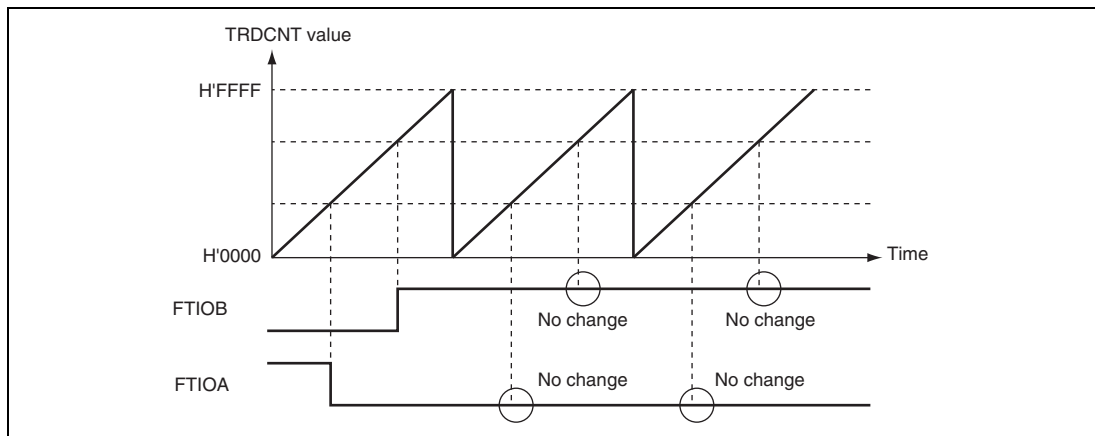 TRDCNT value
H'FFFF
H'0000
Time
FTIOB
No change
No change
FTIOA
No change
No change